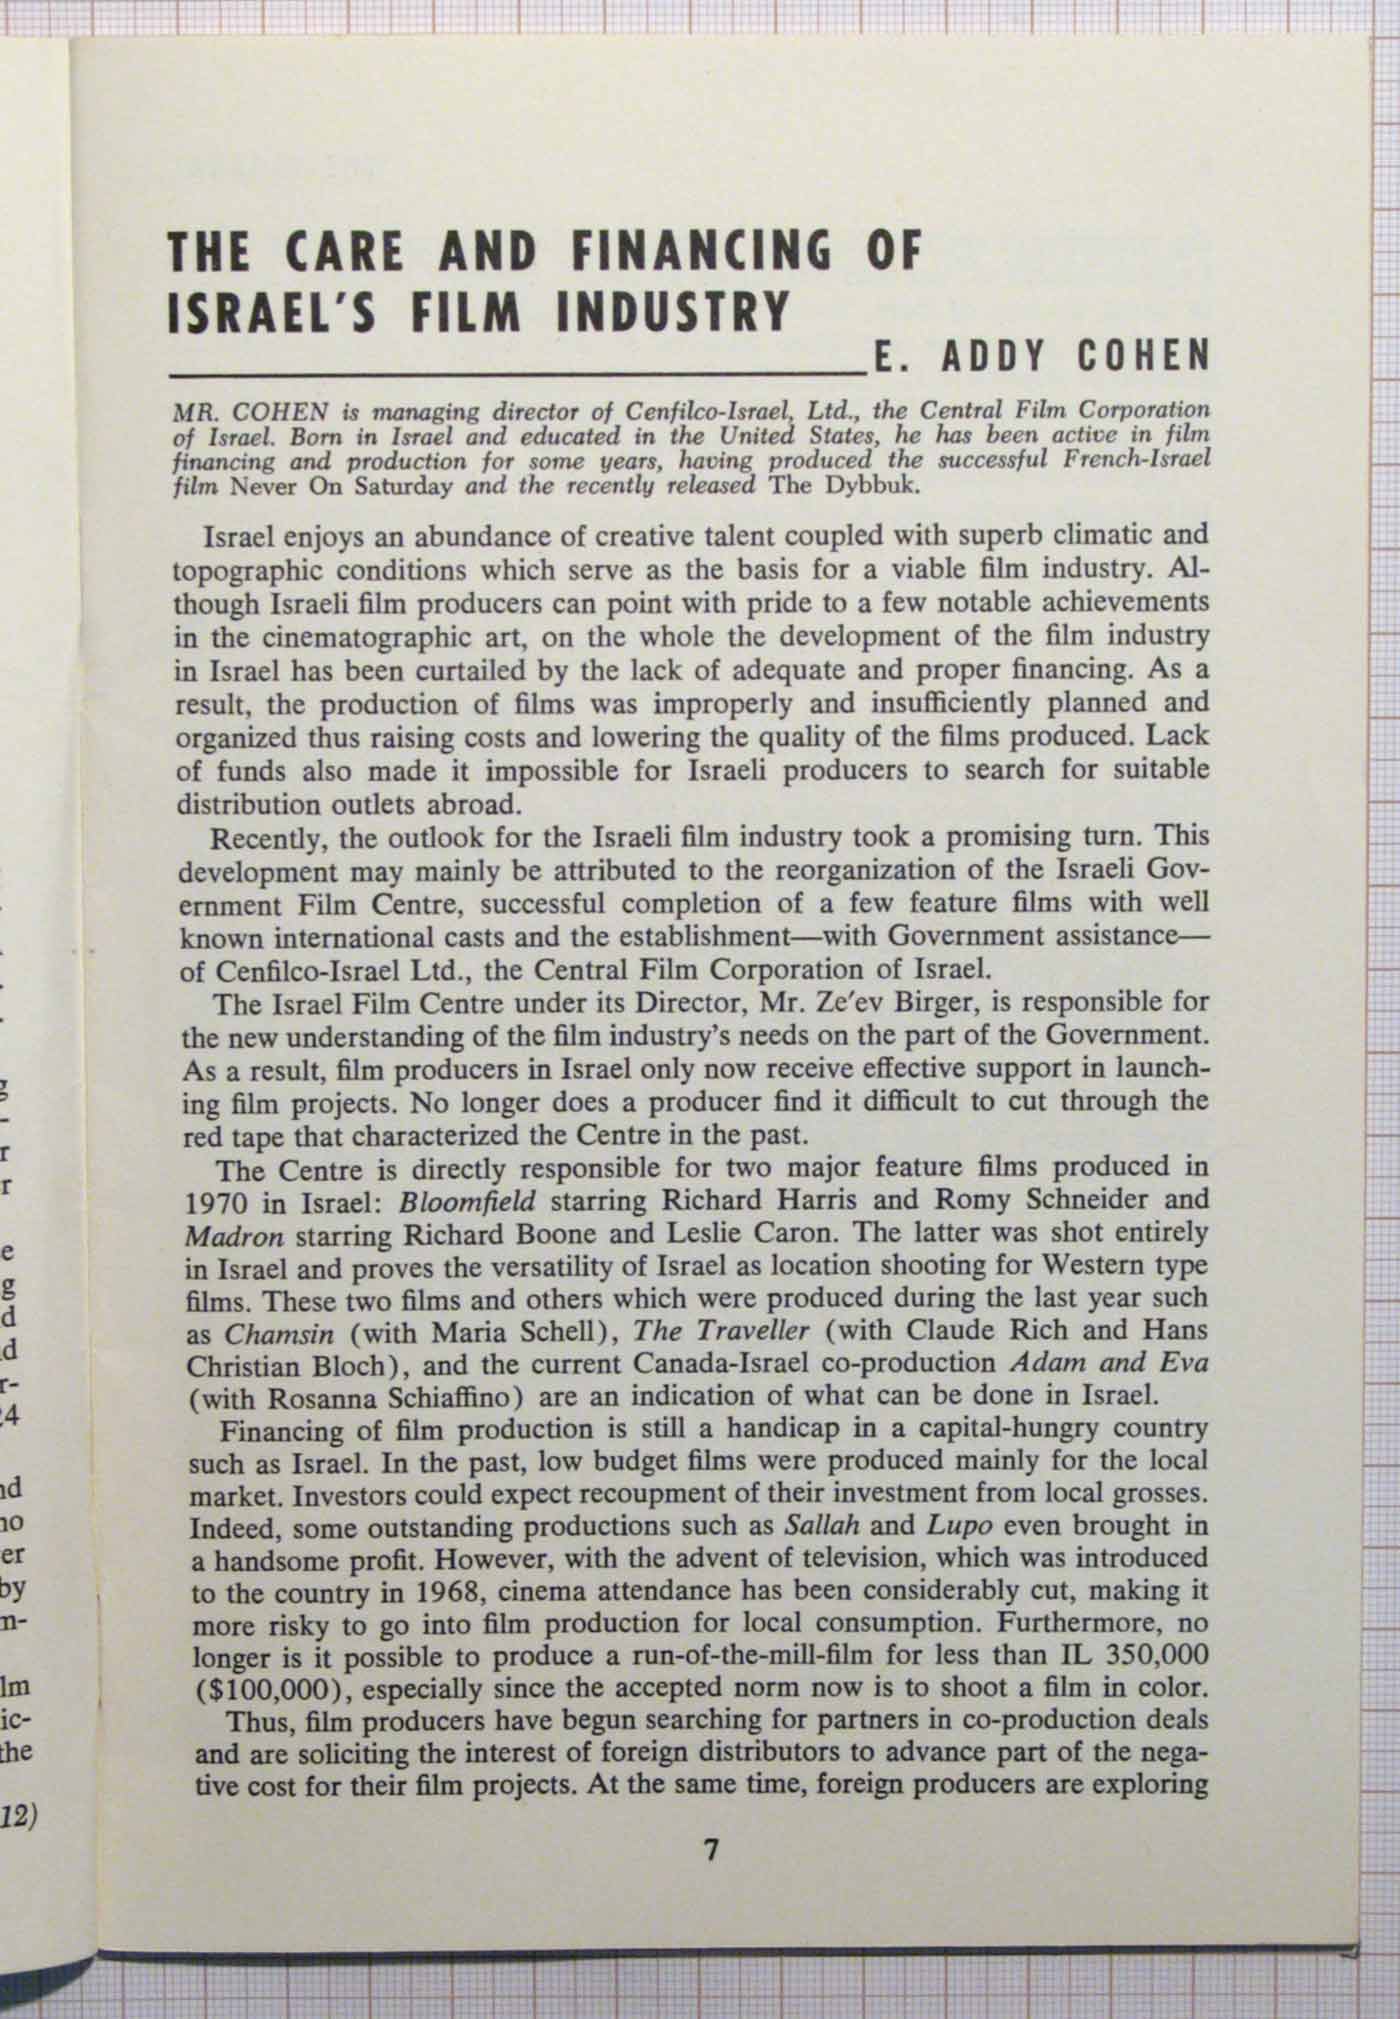 THE CARE AND FINANCING OF
ISRAEL'S FILM INDUSTRY
E. ADDY COHEN
MR. COHEN is managing director of Cenfilco-Israel, Ltd., the Central Film Corporation
of Israel. Born in Israel and educated in the United States, he has been active in film
financing and production for some years, having produced the successful French-Israel
film Never On Saturday and the recently released The Dybbuk.
Israel enjoys an abundance of creative talent coupled with superb climatic and
topographic conditions which serve as the basis for a viable film industry. Al-
though Israeli film producers can point with pride to a few notable achievements
in the cinematographic art, on the whole the development of the film industry
in Israel has been curtailed by the lack of adequate and proper financing. As a
result, the production of films was improperly and insufficiently planned and
organized thus raising costs and lowering the quality of the films produced. Lack
of funds also made it impossible for Israeli producers to search for suitable
distribution outlets abroad.
Recently, the outlook for the Israeli film industry took a promising turn. This
development may mainly be attributed to the reorganization of the Israeli Gov-
ernment Film Centre, successful completion of a few feature films with well
known international casts and the establishment—with Government assistance—
of Cenfilco-Israel Ltd., the Central Film Corporation of Israel.
The Israel Film Centre under its Director, Mr. Ze'ev Birger, is responsible for
the new understanding of the film industry's needs on the part of the Government.
As a result, film producers in Israel only now receive effective support in launch-
ing film projects. No longer does a producer find it difficult to cut through the
red tape that characterized the Centre in the past.
The Centre is directly responsible for two major feature films produced in
1970 in Israel: Bloomfield starring Richard Harris and Romy Schneider and
Madron starring Richard Boone and Leslie Caron. The latter was shot entirely
in Israel and proves the versatility of Israel as location shooting for Western type
films. These two films and others which were produced during the last year such
as Chamsin (with Maria Schell), The Traveller (with Claude Rich and Hans
Christian Bloch), and the current Canada-Israel co-production Adam and Eva
(with Rosanna Schiaffino) are an indication of what can be done in Israel.
Financing of film production is still a handicap in a capital-hungry country
such as Israel. In the past, low budget films were produced mainly for the local
market. Investors could expect recoupment of their investment from local grosses.
Indeed, some outstanding productions such as Sallah and Lupo even brought in
a handsome profit. However, with the advent of television, which was introduced
to the country in 1968, cinema attendance has been considerably cut, making it
more risky to go into film production for local consumption. Furthermore, no
longer is it possible to produce a run-of-the-mill-film for less than IL 350,000
($100,000), especially since the accepted norm now is to shoot a film in color.
Thus, film producers have begun searching for partners in co-production deals
and are soliciting the interest of foreign distributors to advance part of the nega-
tive cost for their film projects. At the same time, foreign producers are exploring
7